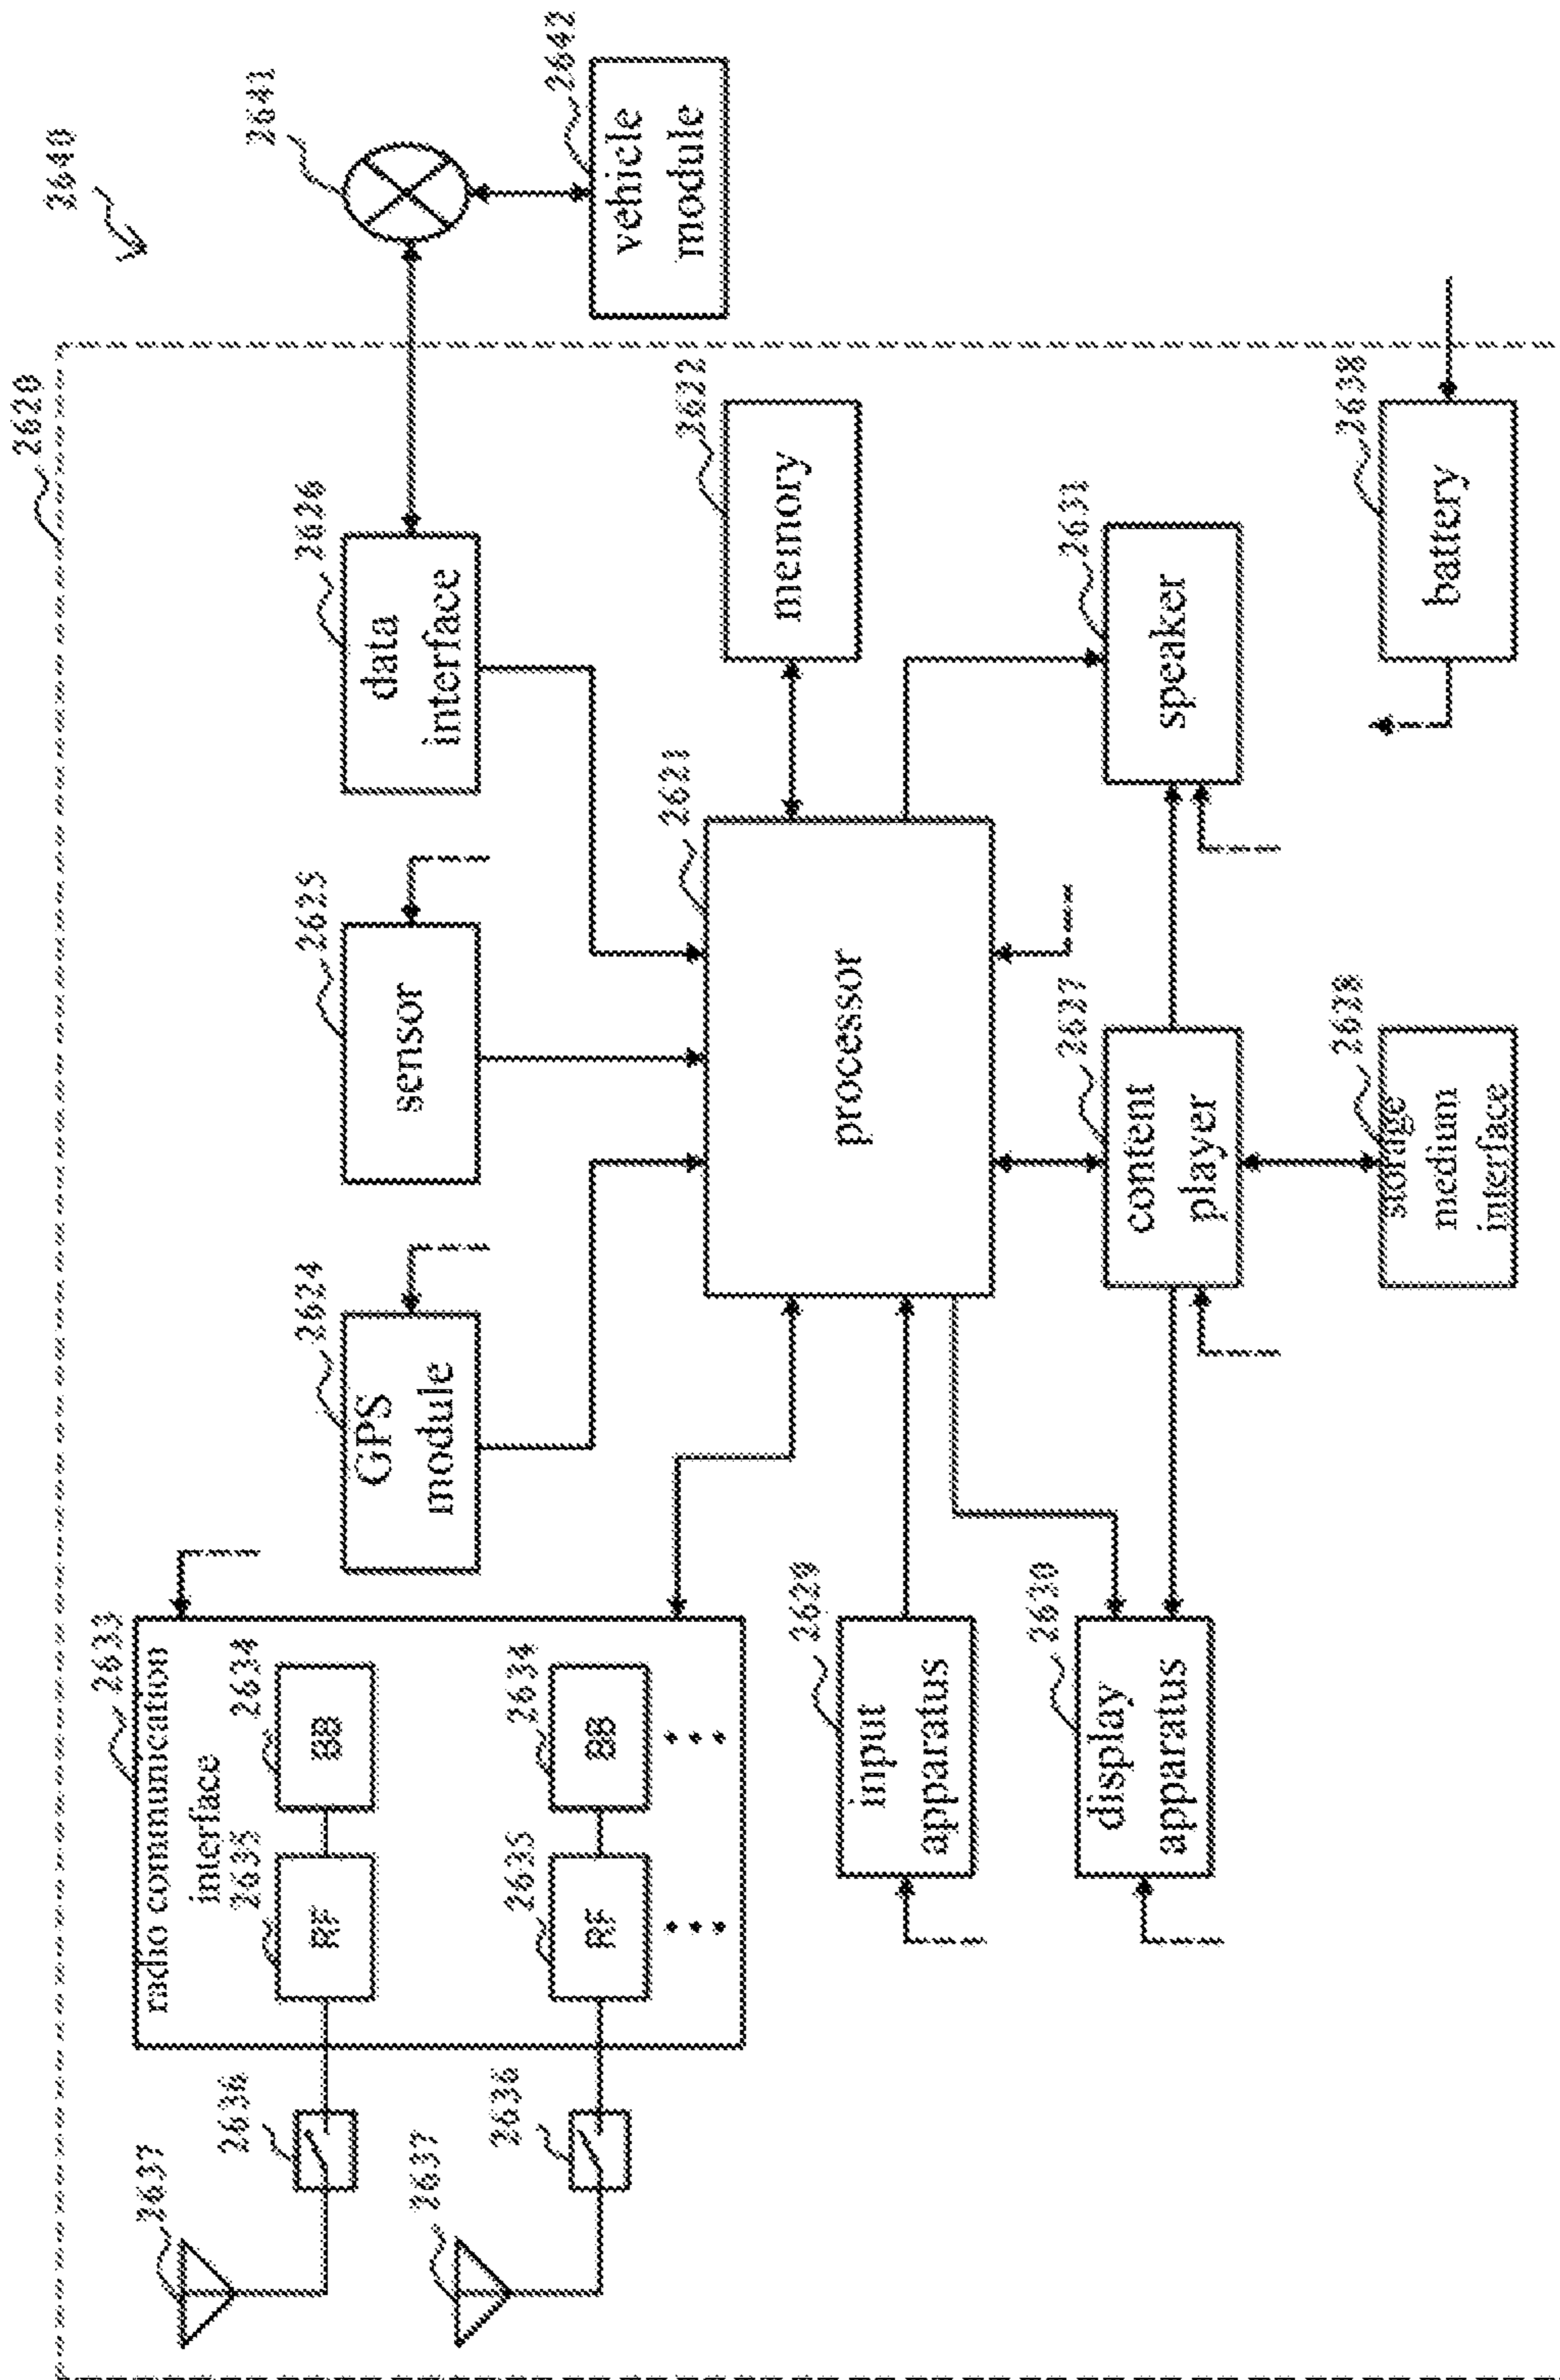 2620
2640
2637
2633
radio communication
interface
2636
2635
2634
RF
BB
2637
2636
2635
2634
RF
BB
2624
GPS
module
2625
sensor
2626
data
interface
2641
2642
vehicle
module
2621
processor
2622
memory
2629
input
apparatus
2630
display
apparatus
2627
content
player
2631
speaker
2628
storage
medium
interface
2638
battery